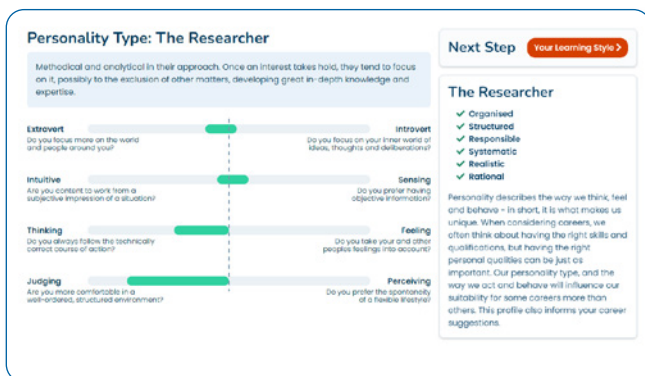 Personality Type: The Researcher
Methodical and analytical in their approach. Once an interest takes hold, they tend to focus
on it, possibly to the exclusion of other matters, developing great in-depth knowledge and
expertise.
Extrovert
Do you focus more on the world
and people around you?
Introvert
Do you focus on your inner world of
ideas, thoughts and deliberations?
Intuitive
Are you content to work from a
subjective impression of a situation?
Sensing
Do you prefer having
objective information?
Thinking
Do you always follow the technically
correct course of action?
Feeling
Do you take your and other
peoples feelings into account?
Judging
Are you more comfortable in a
well-ordered, structured environment?
Perceiving
Do you prefer the spontaneity
of a flexible lifestyle?
Next Step
Your Learning Style
The Researcher
Organised
Structured
Responsible
Systematic
Realistic
Rational
Personality describes the way we think, feel
and behave - in short, it is what makes us
unique. When considering careers, we
often think about having the right skills and
qualifications, but having the right
personal qualities can be just as
important. Our personality type, and the
way we act and behave will influence our
suitability for some careers more than
others. This profile also informs your career
suggestions.